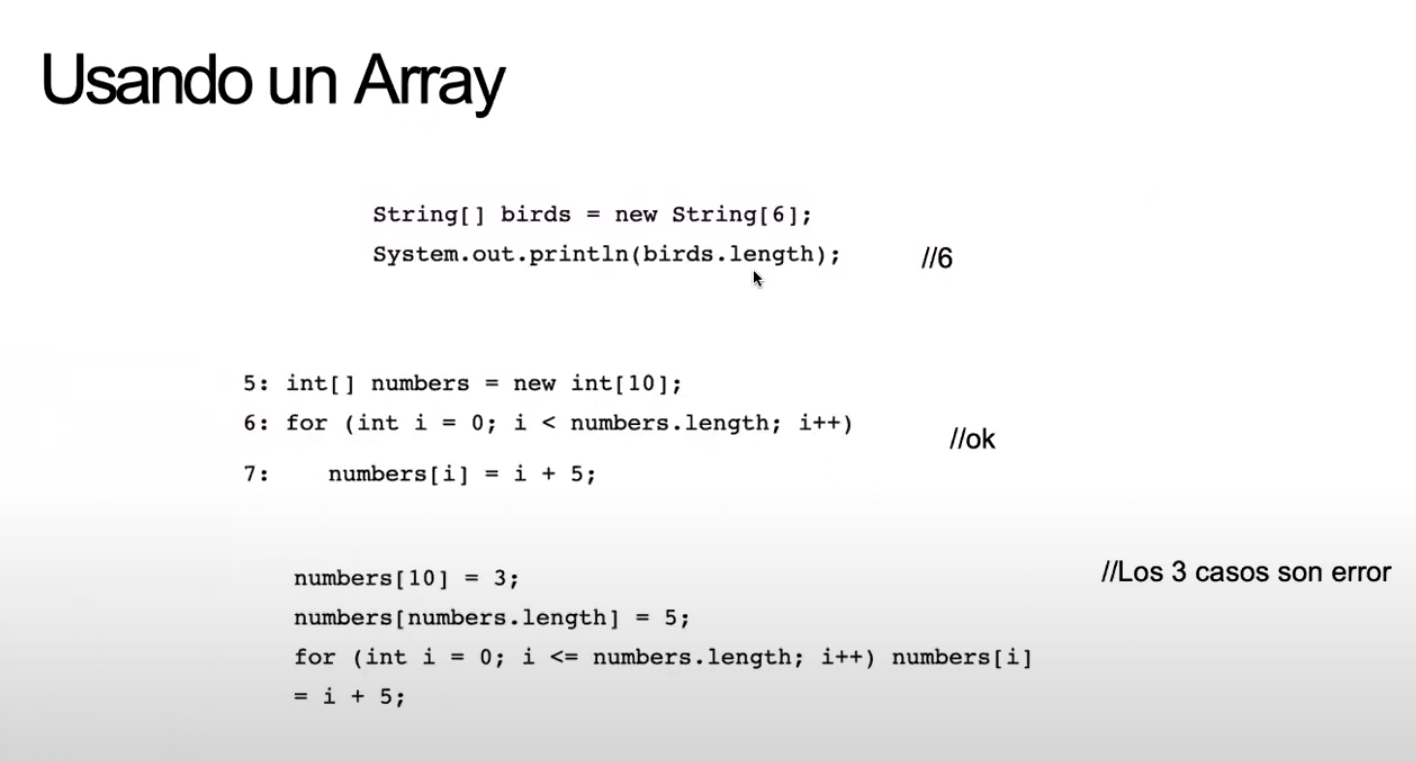 Usando un Array
String[] birds = new String[6];
System.out.println(birds.length); //6
5: int[] numbers = new int[10];
6: for (int i = 0; i < numbers.length; i++)
//ok
7: numbers[i] = i + 5;
//Los 3 casos son error
numbers[10] = 3;
numbers[numbers.length] = 5;
for (int i = 0; i <= numbers.length; i++) numbers[i]
= i + 5;